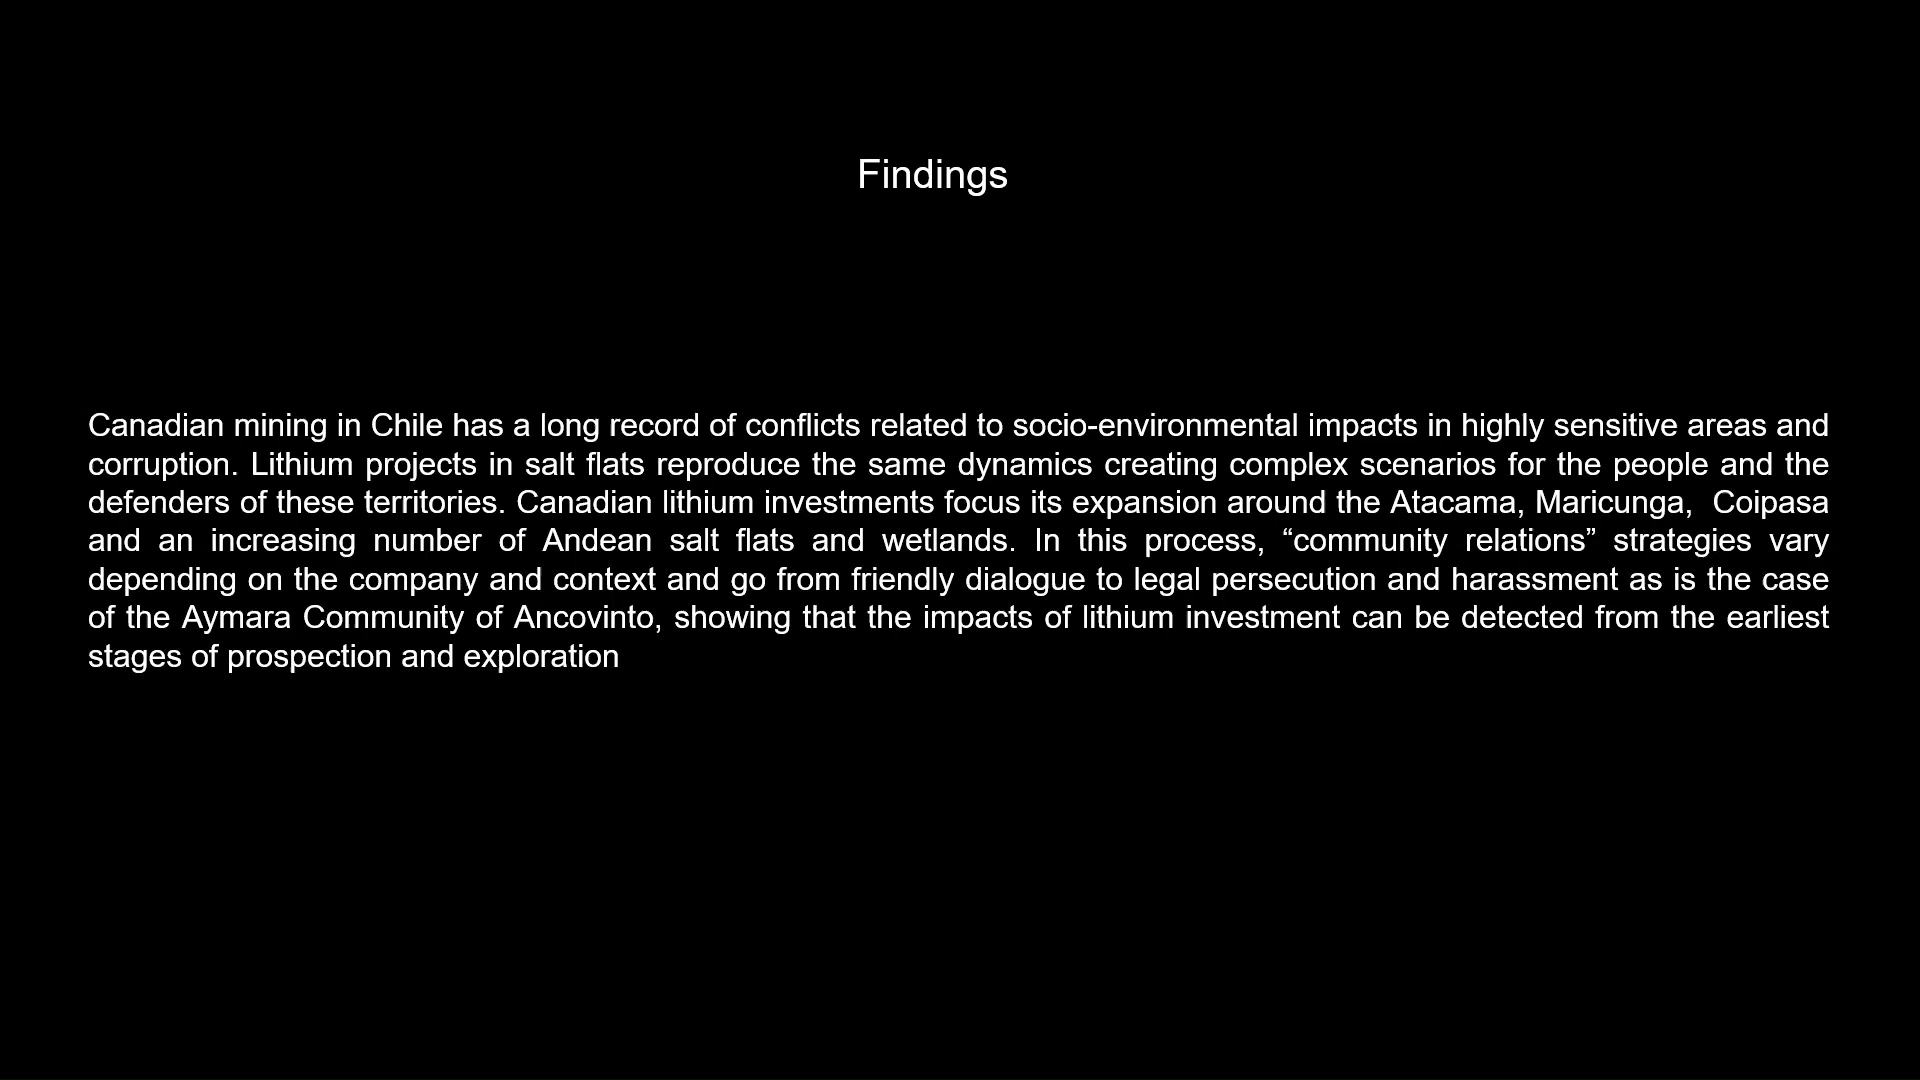 Findings
Canadian mining in Chile has a long record of conflicts related to socio-environmental impacts in highly sensitive areas and
corruption. Lithium projects in salt flats reproduce the same dynamics creating complex scenarios for the people and the
defenders of these territories. Canadian lithium investments focus its expansion around the Atacama, Maricunga,  Coipasa
and an increasing number of Andean salt flats and wetlands. In this process, “community relations” strategies vary
depending on the company and context and go from friendly dialogue to legal persecution and harassment as is the case
of the Aymara Community of Ancovinto, showing that the impacts of lithium investment can be detected from the earliest
stages of prospection and exploration